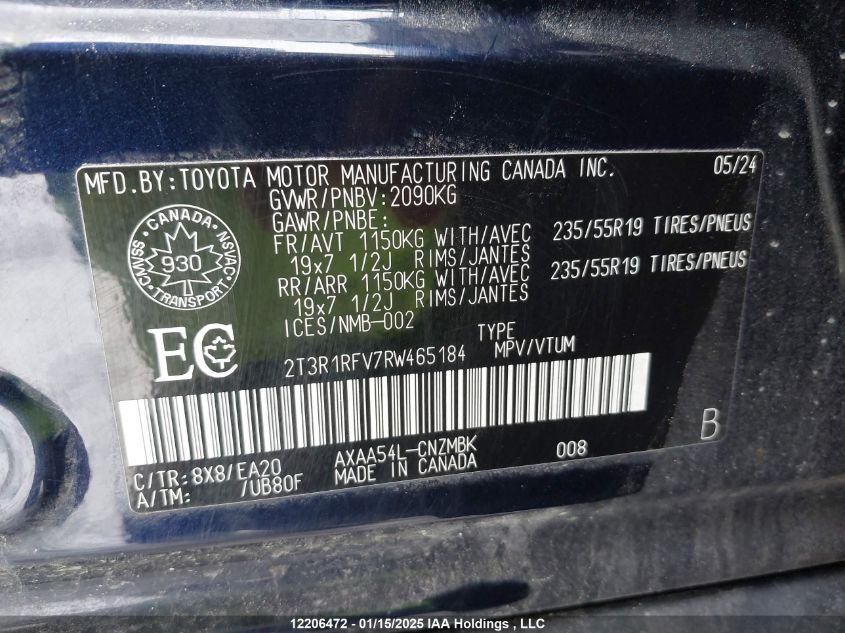 MFD.BY:TOYOTA MOTOR MANUFACTURING CANADA INC. 05/24
GVWR/PNBV:2090KG
GAWR/PNBE:
FR/AVT 1150KG WITH/AVEC 235/55R19 TIRES/PNEUS
19x7 1/2J RIMS/JANTES
RR/ARR 1150KG WITH/AVEC 235/55R19 TIRES/PNEUS
19x7 1/2J RIMS/JANTES
ICES/NMB-002
CANADA
CMVSS 930 NSVAC
TRANSPORT
EC
TYPE
2T3R1RFV7RW465184 MPV/VTUM
B
C/TR:8X8/EA20 AXAA54L-CNZMBK 008
A/TM: /UB80F MADE IN CANADA
12206472 - 01/15/2025 IAA Holdings , LLC